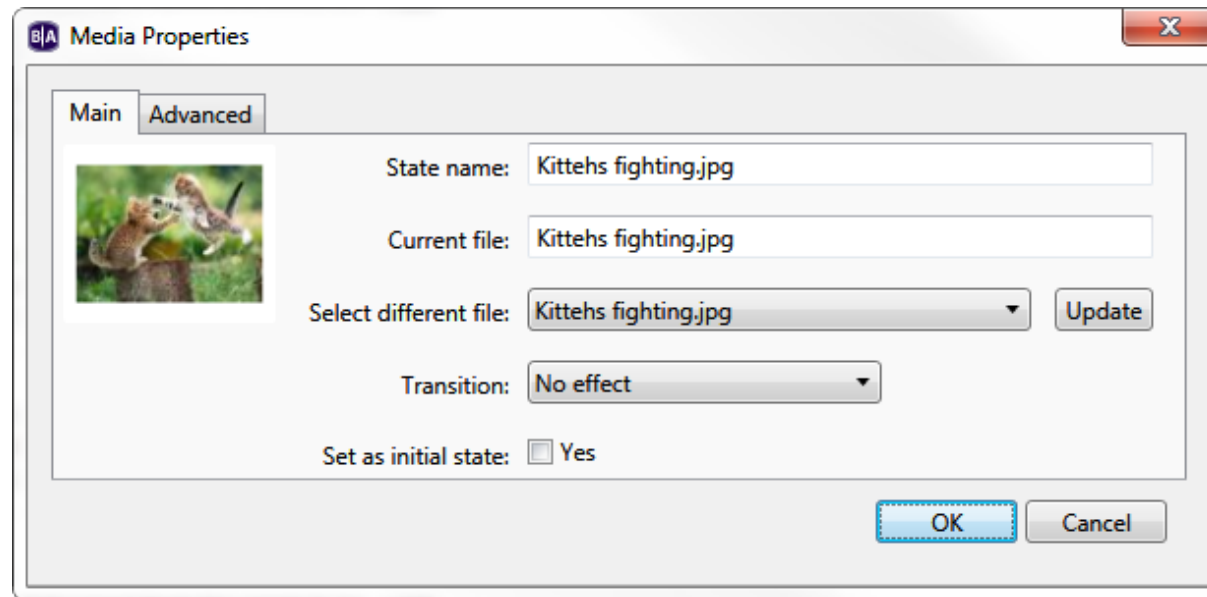 B|A Media Properties
Main Advanced
State name: Kittehs fighting.jpg
Current file: Kittehs fighting.jpg
Select different file: Kittehs fighting.jpg Update
Transition: No effect
Set as initial state: Yes
OK Cancel